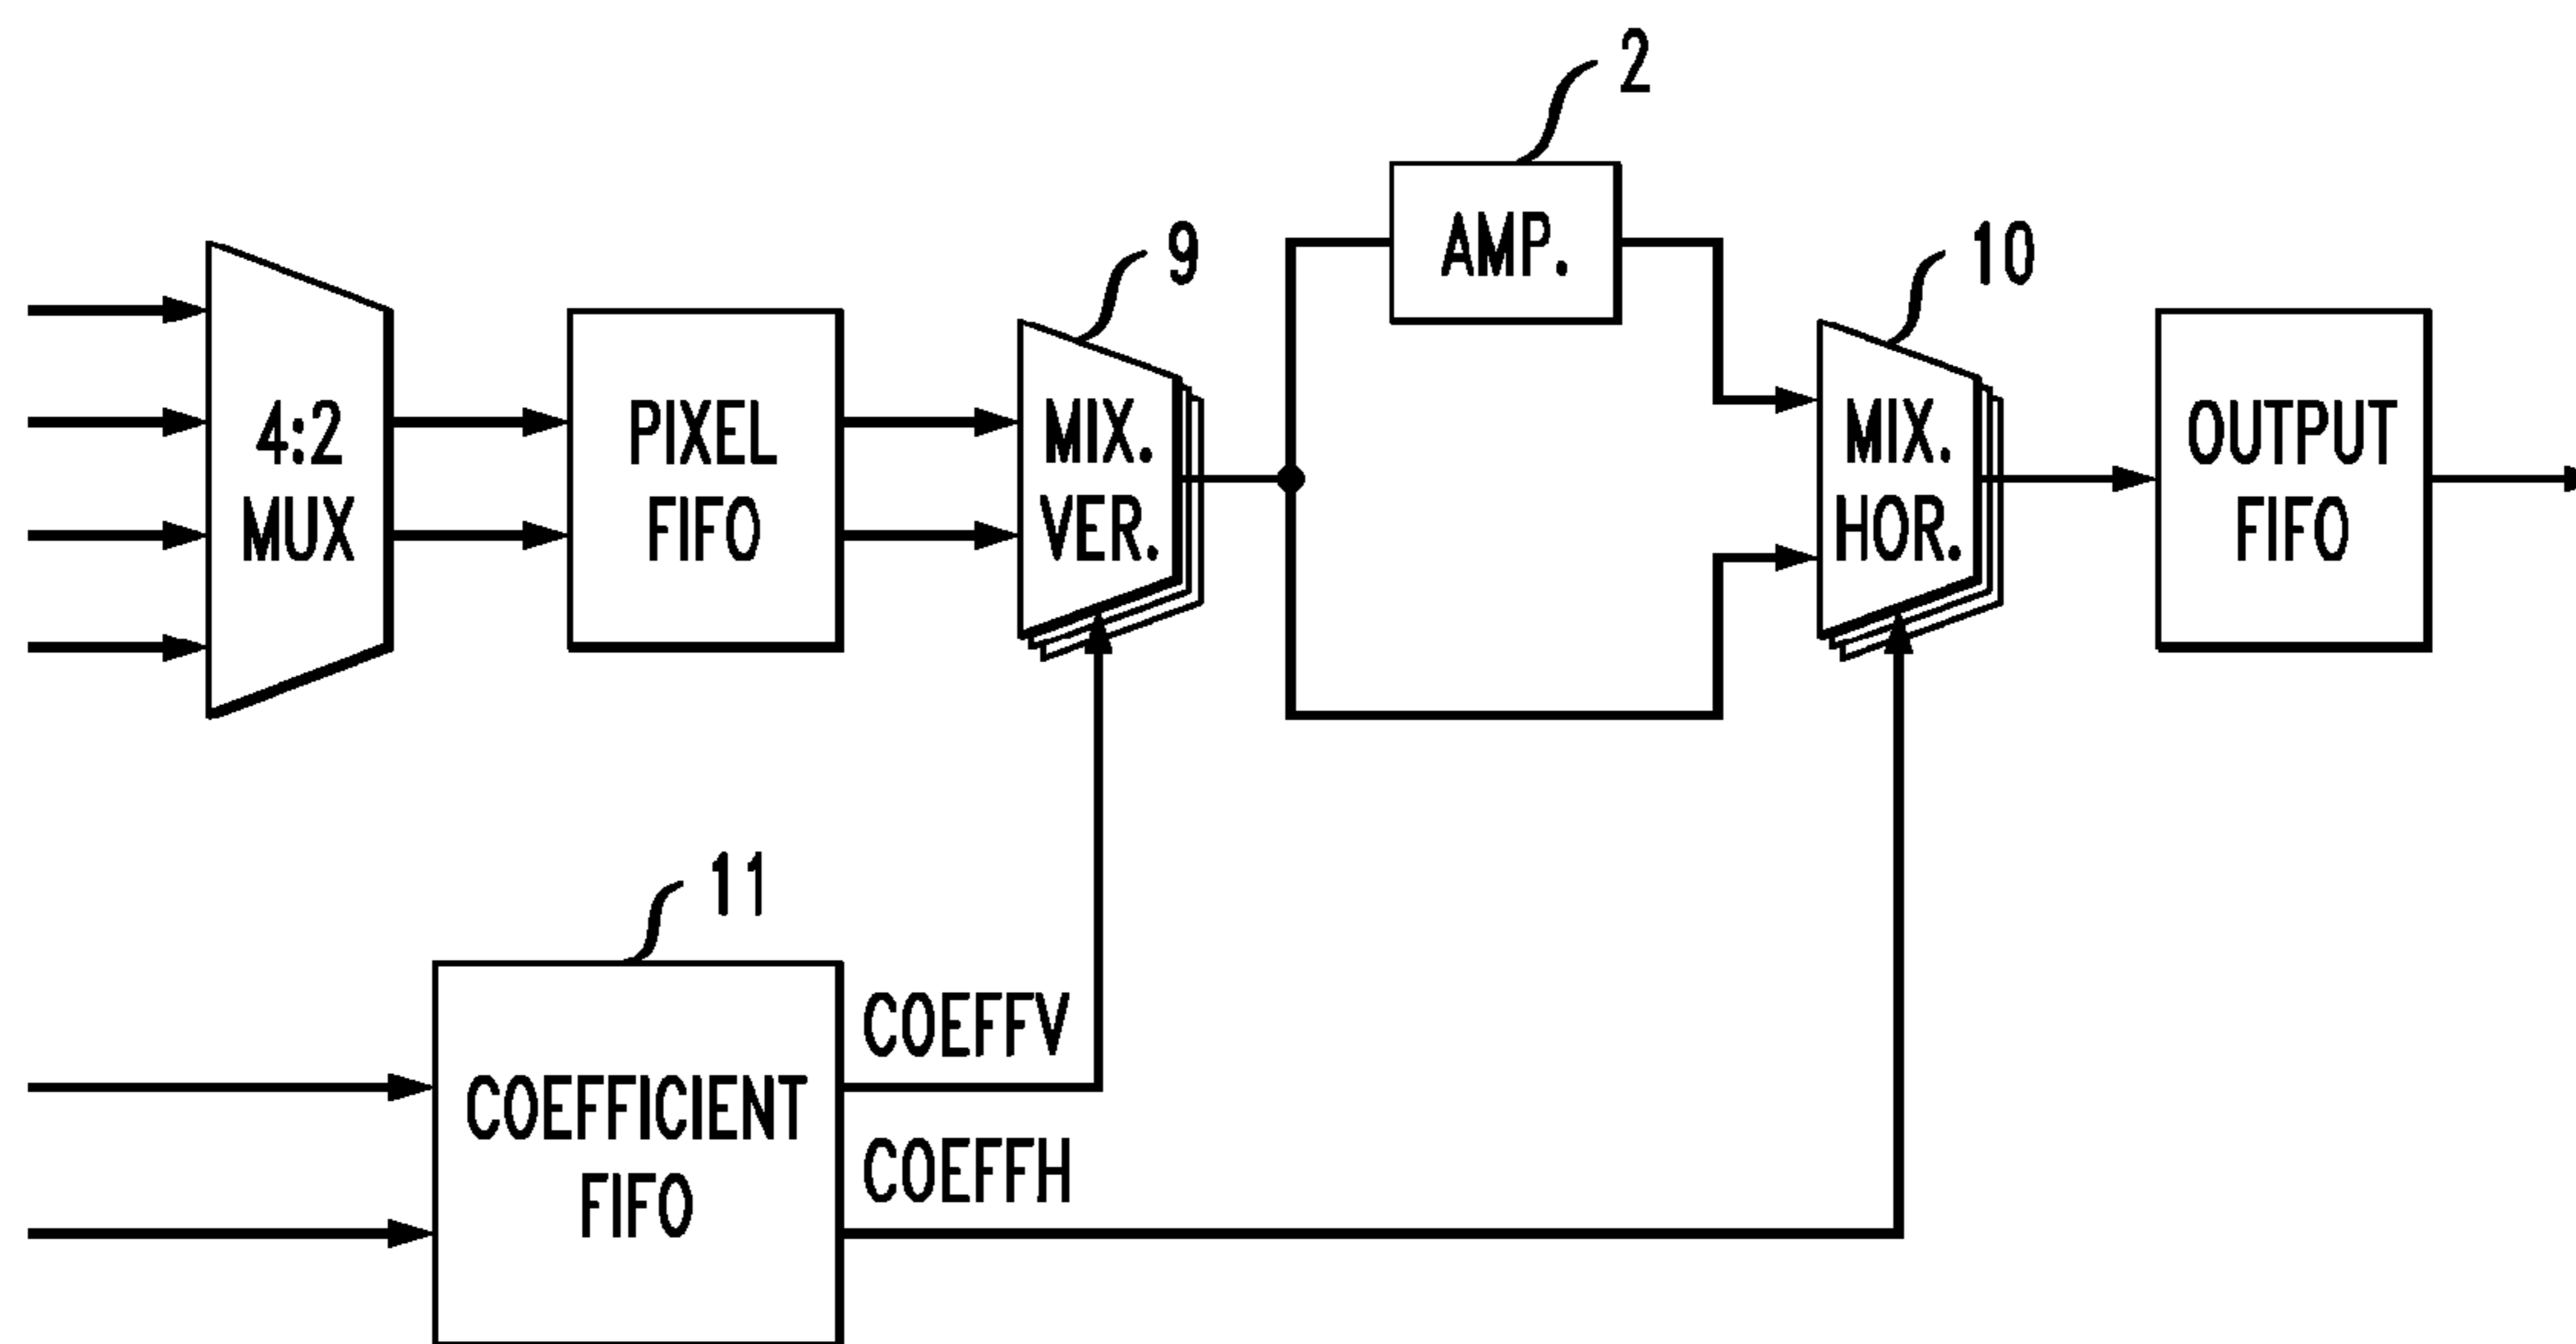 2
AMP.
9
10
4:2
MUX
PIXEL
FIFO
MIX.
VER.
MIX.
HOR.
OUTPUT
FIFO
11
COEFFICIENT
FIFO
COEFFV
COEFFH